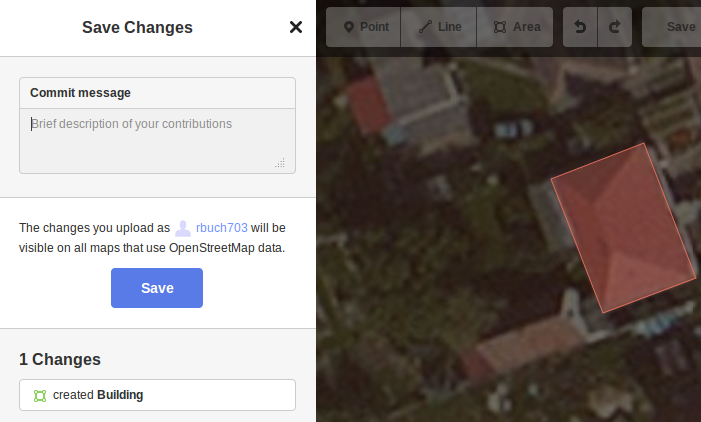 Save Changes
Point
Line
Area
Save
Commit message
Brief description of your contributions
The changes you upload as rbuch703 will be
visible on all maps that use OpenStreetMap data.
Save
1 Changes
created Building